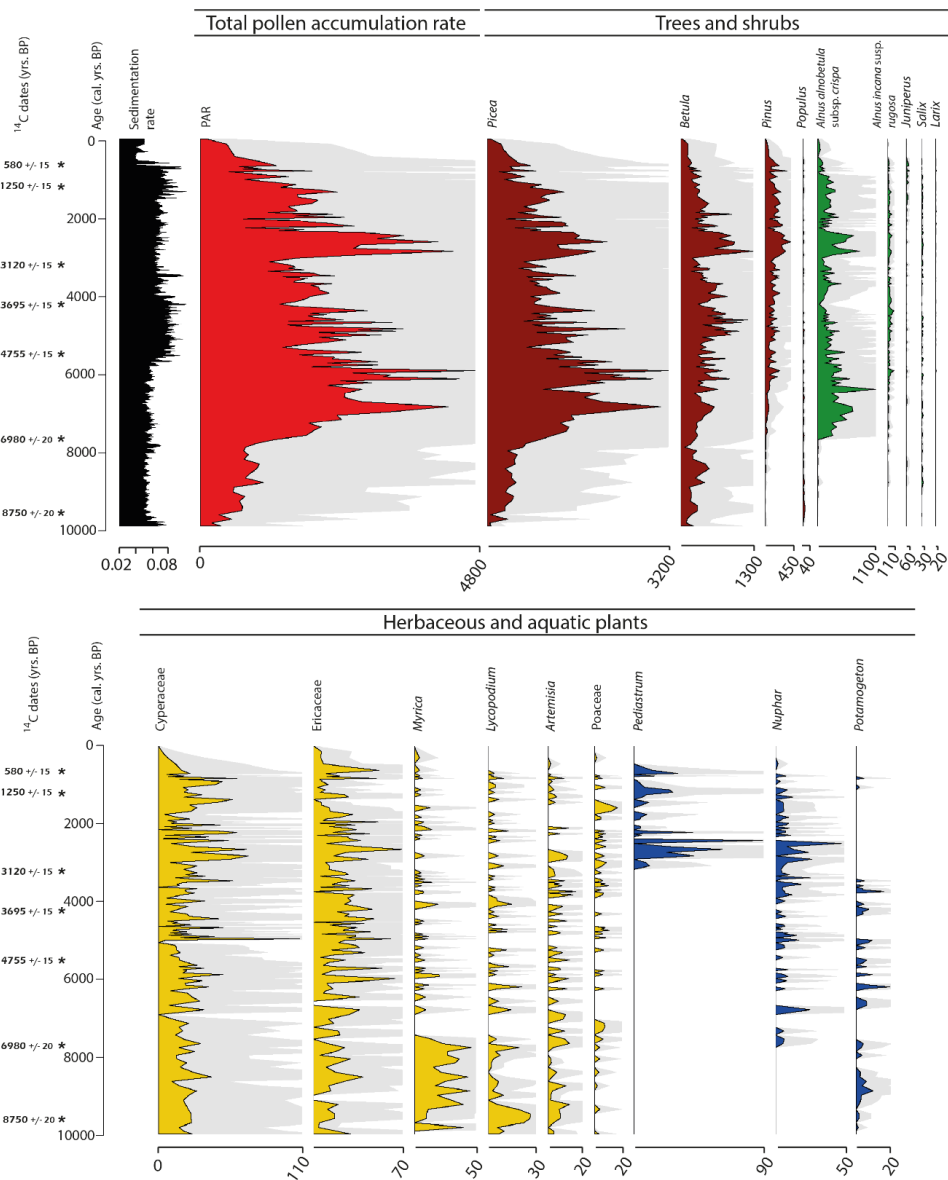 Total pollen accumulation rate
Trees and shrubs
14C dates (yrs. BP)
Age (cal. yrs. BP)
Sedimentation
rate
PAR
Picea
Betula
Pinus
Populus
Alnus alnobetula
subsp. crispa
Alnus incana susp.
rugosa
Juniperus
Salix
Larix
0
580 +/- 15 *
1250 +/- 15 *
2000
3120 +/- 15 *
4000
3695 +/- 15 *
4755 +/- 15 *
6000
6980 +/- 20 *
8000
8750 +/- 20 *
10000
0.02 0.08 0 4800 3200 1300 450 40 1100 110 60 30 20
Herbaceous and aquatic plants
14C dates (yrs. BP)
Age (cal. yrs. BP)
Cyperaceae
Ericaceae
Myrica
Lycopodium
Artemisia
Poaceae
Pediastrum
Nuphar
Potamogeton
0
580 +/- 15 *
1250 +/- 15 *
2000
3120 +/- 15 *
4000
3695 +/- 15 *
4755 +/- 15 *
6000
6980 +/- 20 *
8000
8750 +/- 20 *
10000
0 110 70 50 30 20 20 90 50 20